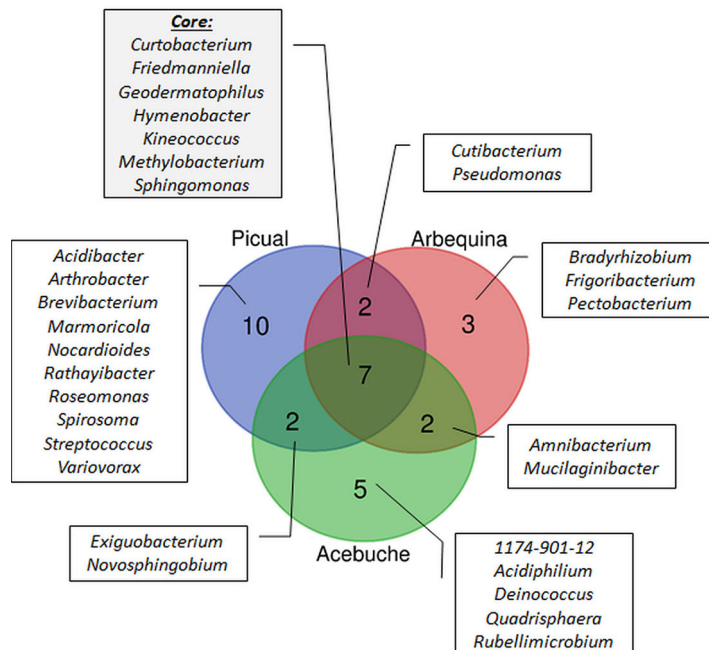 Core:
Curtobacterium
Friedmanniella
Geodermatophilus
Hymenobacter
Kineococcus
Methylobacterium
Sphingomonas
Cutibacterium
Pseudomonas
Picual
Arbequina
Acidibacter
Arthrobacter
Brevibacterium
Marmoricola
Nocardioides
Rathayibacter
Roseomonas
Spirosoma
Streptococcus
Variovorax
Bradyrhizobium
Frigoribacterium
Pectobacterium
10
2
3
7
2
2
5
Amnibacterium
Mucilaginibacter
Exiguobacterium
Novosphingobium
Acebuche
1174-901-12
Acidiphilium
Deinococcus
Quadrisphaera
Rubellimicrobium